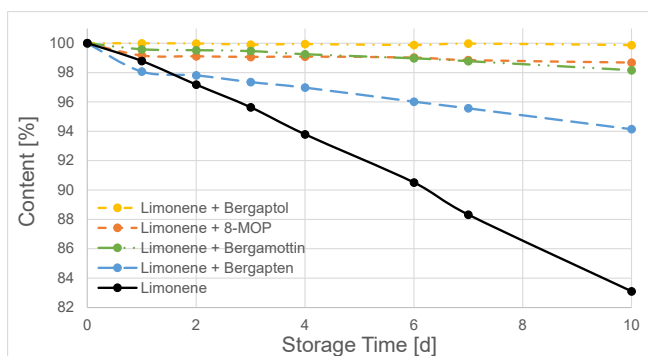 100
98
96
94
92
90
88
86
84
82
Content [%]
Limonene + Bergaptol
Limonene + 8-MOP
Limonene + Bergamottin
Limonene + Bergapten
Limonene
0
2
4
6
8
10
Storage Time [d]